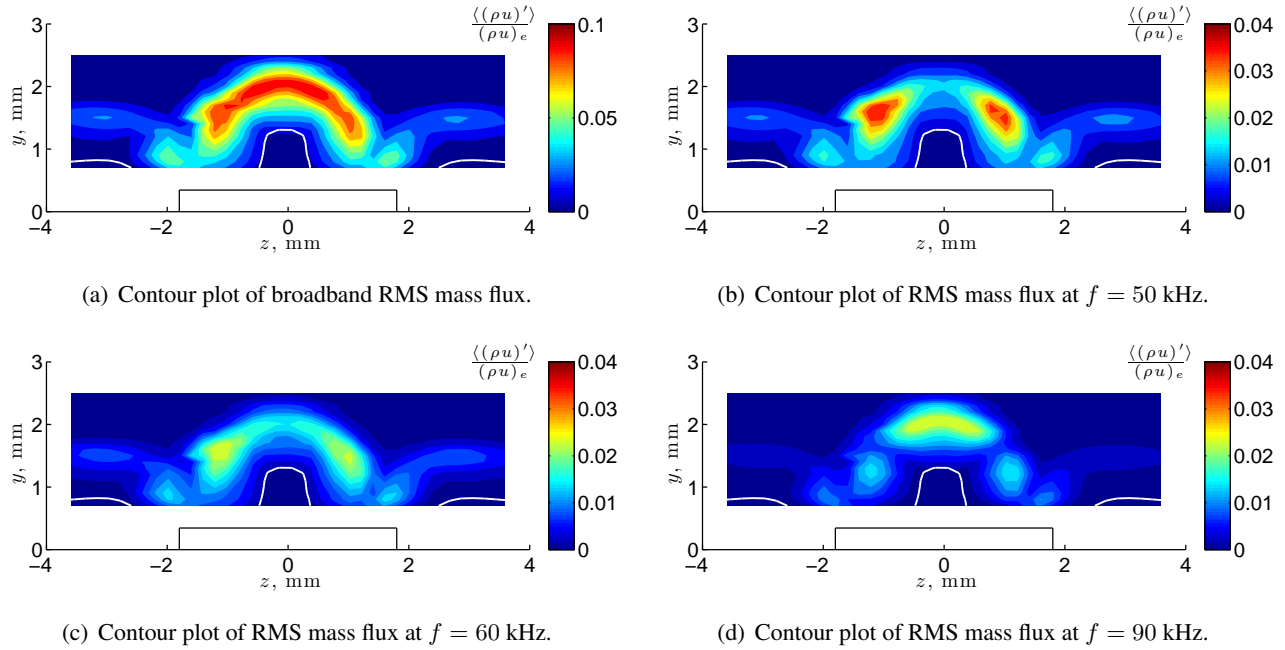 ⟨(ρu)′⟩/(ρu)ₑ
3
2
1
0
y, mm
−4 −2 0 2 4
z, mm
0.1
0.05
0
(a) Contour plot of broadband RMS mass flux.
⟨(ρu)′⟩/(ρu)ₑ
3
2
1
0
y, mm
−4 −2 0 2 4
z, mm
0.04
0.03
0.02
0.01
0
(b) Contour plot of RMS mass flux at f = 50 kHz.
⟨(ρu)′⟩/(ρu)ₑ
3
2
1
0
y, mm
−4 −2 0 2 4
z, mm
0.04
0.03
0.02
0.01
0
(c) Contour plot of RMS mass flux at f = 60 kHz.
⟨(ρu)′⟩/(ρu)ₑ
3
2
1
0
y, mm
−4 −2 0 2 4
z, mm
0.04
0.03
0.02
0.01
0
(d) Contour plot of RMS mass flux at f = 90 kHz.